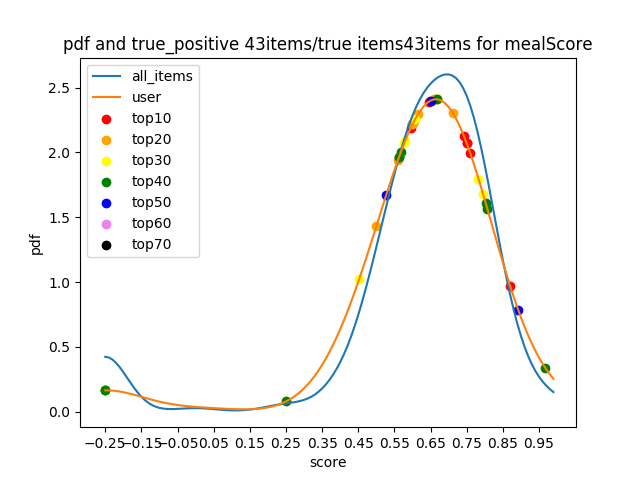 pdf and true_positive 43items/true items43items for mealScore
all_items
user
top10
top20
top30
top40
top50
top60
top70
pdf
2.5
2.0
1.5
1.0
0.5
0.0
−0.25 −0.15 −0.05 0.05 0.15 0.25 0.35 0.45 0.55 0.65 0.75 0.85 0.95
score